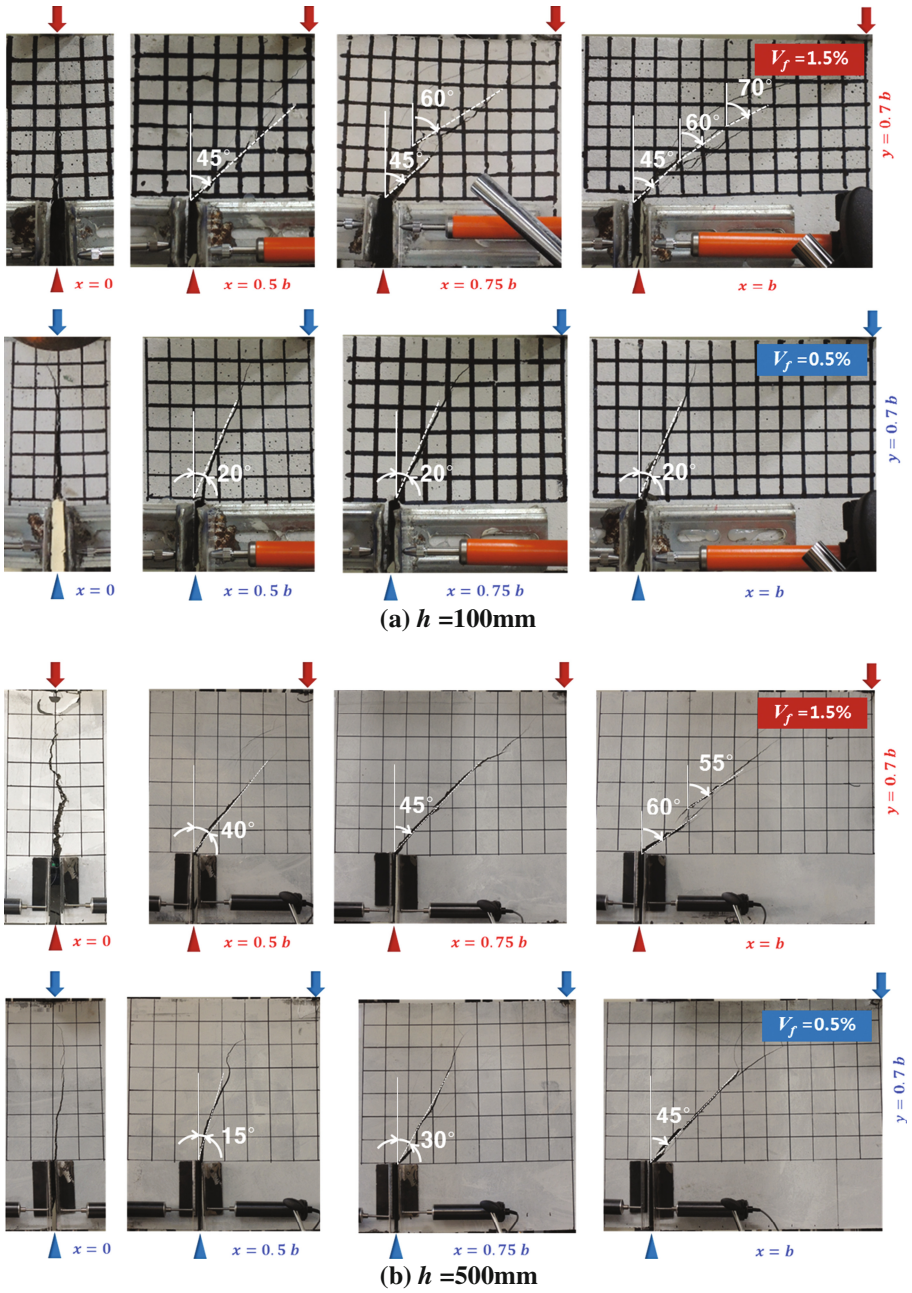 V_f = 1.5%
70°
60°
60°
45°
45°
45°
y = 0.7 b
x = 0
x = 0.5 b
x = 0.75 b
x = b
V_f = 0.5%
20°
20°
20°
y = 0.7 b
x = 0
x = 0.5 b
x = 0.75 b
x = b
(a) h =100mm
V_f = 1.5%
55°
60°
45°
40°
y = 0.7 b
x = 0
x = 0.5 b
x = 0.75 b
x = b
V_f = 0.5%
45°
15°
30°
y = 0.7 b
x = 0
x = 0.5 b
x = 0.75 b
x = b
(b) h =500mm